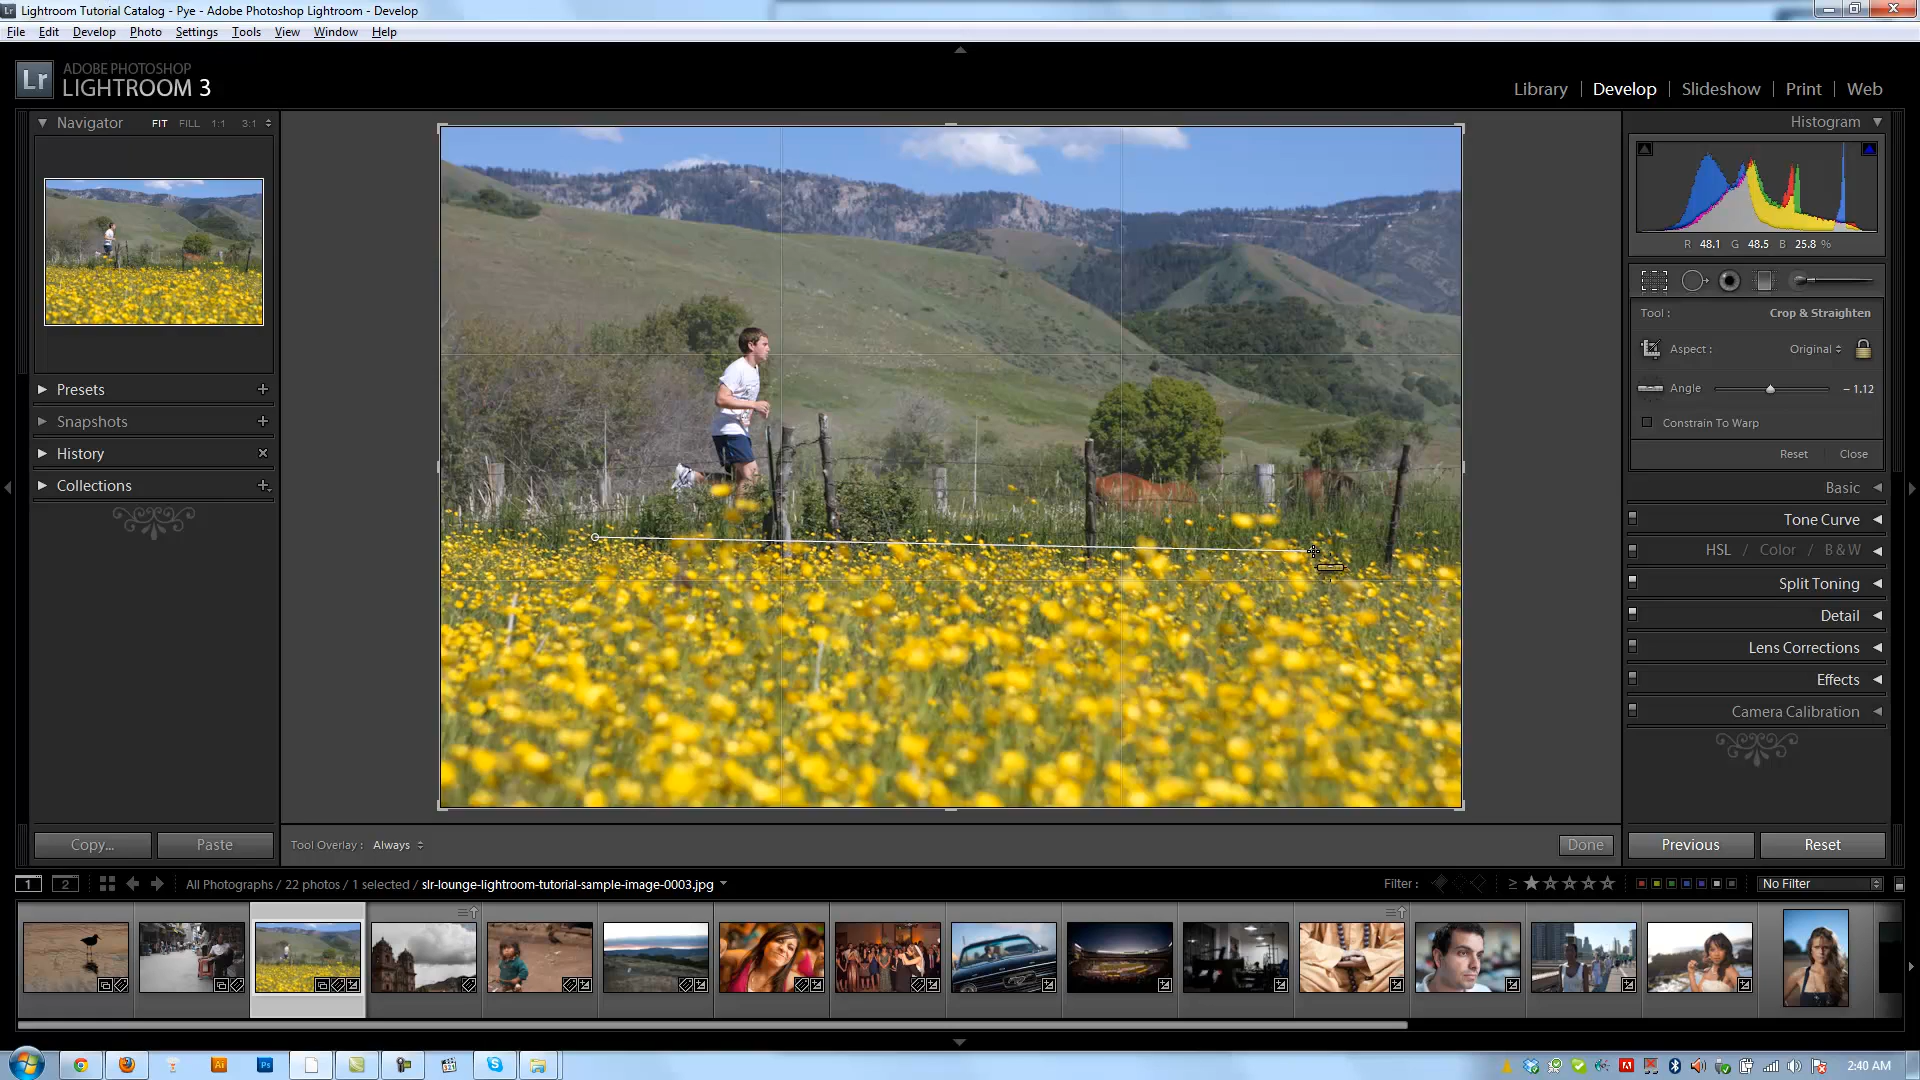 Lr Lightroom Tutorial Catalog - Pye - Adobe Photoshop Lightroom - Develop
File Edit Develop Photo Settings Tools View Window Help
Lr ADOBE PHOTOSHOP
LIGHTROOM 3
Library | Develop | Slideshow | Print | Web
Navigator FIT FILL 1:1 3:1
Histogram
R 48.1 G 48.5 B 25.8 %
Tool : Crop & Straighten
Aspect : Original
Angle - 1.12
Constrain To Warp
Reset Close
Presets
Snapshots
History
Collections
Basic
Tone Curve
HSL / Color / B & W
Split Toning
Detail
Lens Corrections
Effects
Camera Calibration
Copy... Paste
Tool Overlay : Always
Done
Previous Reset
1 2 All Photographs / 22 photos / 1 selected / slr-lounge-lightroom-tutorial-sample-image-0003.jpg
Filter : ≥ No Filter
Ai Ps 321 S
2:40 AM